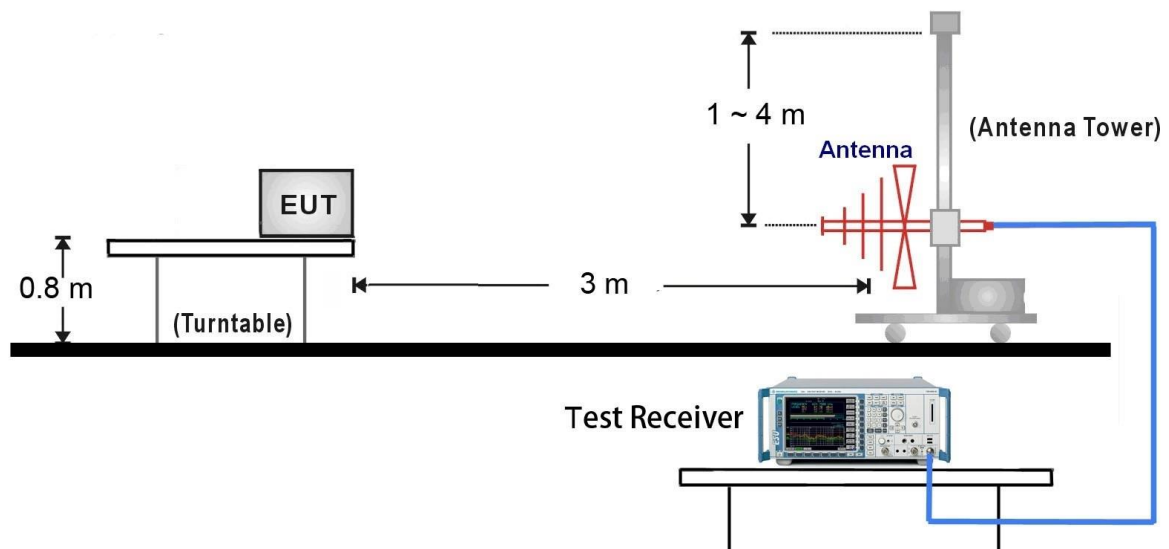 1 ~ 4 m
(Antenna Tower)
Antenna
EUT
0.8 m
3 m
(Turntable)
Test Receiver